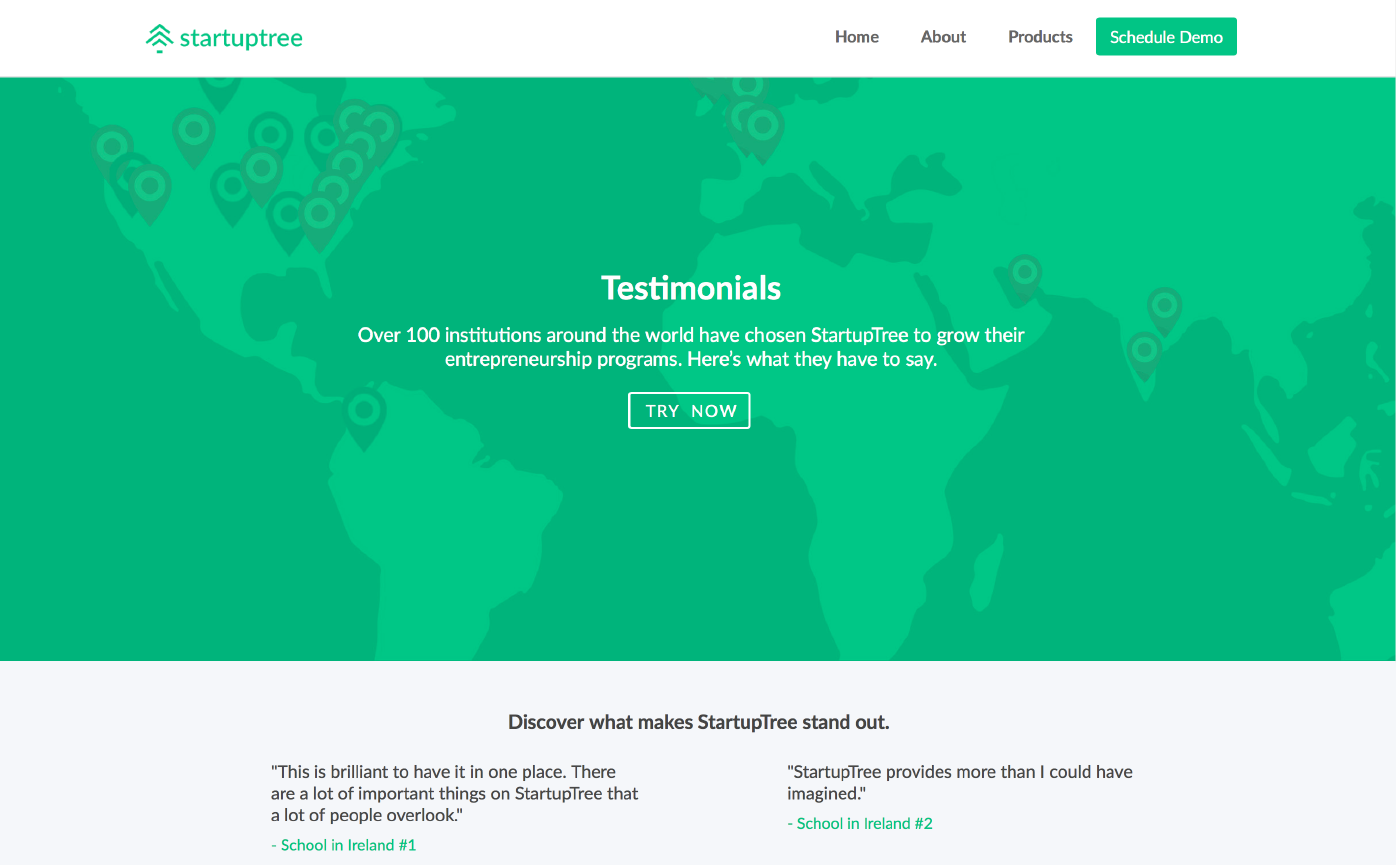 startuptree
Home About Products Schedule Demo
Testimonials
Over 100 institutions around the world have chosen StartupTree to grow their
entrepreneurship programs. Here’s what they have to say.
TRY NOW
Discover what makes StartupTree stand out.
"This is brilliant to have it in one place. There
are a lot of important things on StartupTree that
a lot of people overlook."
- School in Ireland #1
"StartupTree provides more than I could have
imagined."
- School in Ireland #2